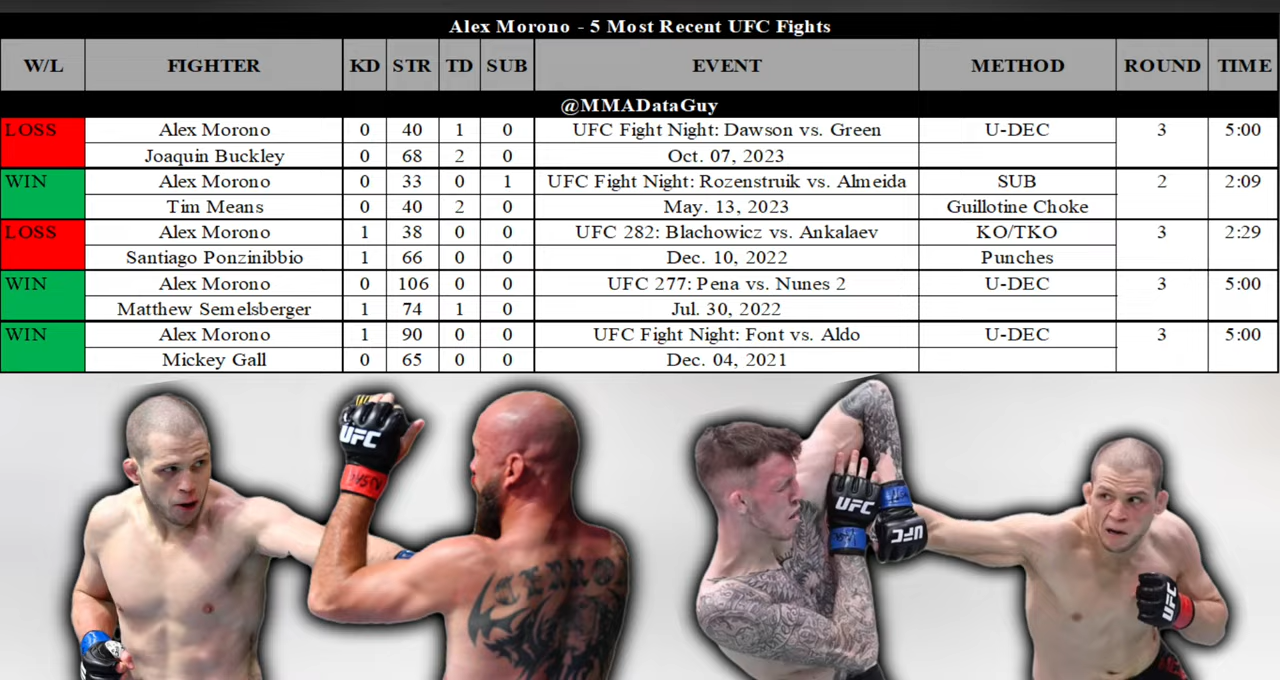 Alex Morono - 5 Most Recent UFC Fights
W/L FIGHTER KD STR TD SUB EVENT METHOD ROUND TIME
@MMADataGuy
LOSS Alex Morono 0 40 1 0 UFC Fight Night: Dawson vs. Green U-DEC 3 5:00
Joaquin Buckley 0 68 2 0 Oct. 07, 2023
WIN Alex Morono 0 33 0 1 UFC Fight Night: Rozenstruik vs. Almeida SUB 2 2:09
Tim Means 0 40 2 0 May. 13, 2023 Guillotine Choke
LOSS Alex Morono 1 38 0 0 UFC 282: Blachowicz vs. Ankalaev KO/TKO 3 2:29
Santiago Ponzinibbio 1 66 0 0 Dec. 10, 2022 Punches
WIN Alex Morono 0 106 0 0 UFC 277: Pena vs. Nunes 2 U-DEC 3 5:00
Matthew Semelsberger 1 74 1 0 Jul. 30, 2022
WIN Alex Morono 1 90 0 0 UFC Fight Night: Font vs. Aldo U-DEC 3 5:00
Mickey Gall 0 65 0 0 Dec. 04, 2021
UFC
UFC
UFC
UFC